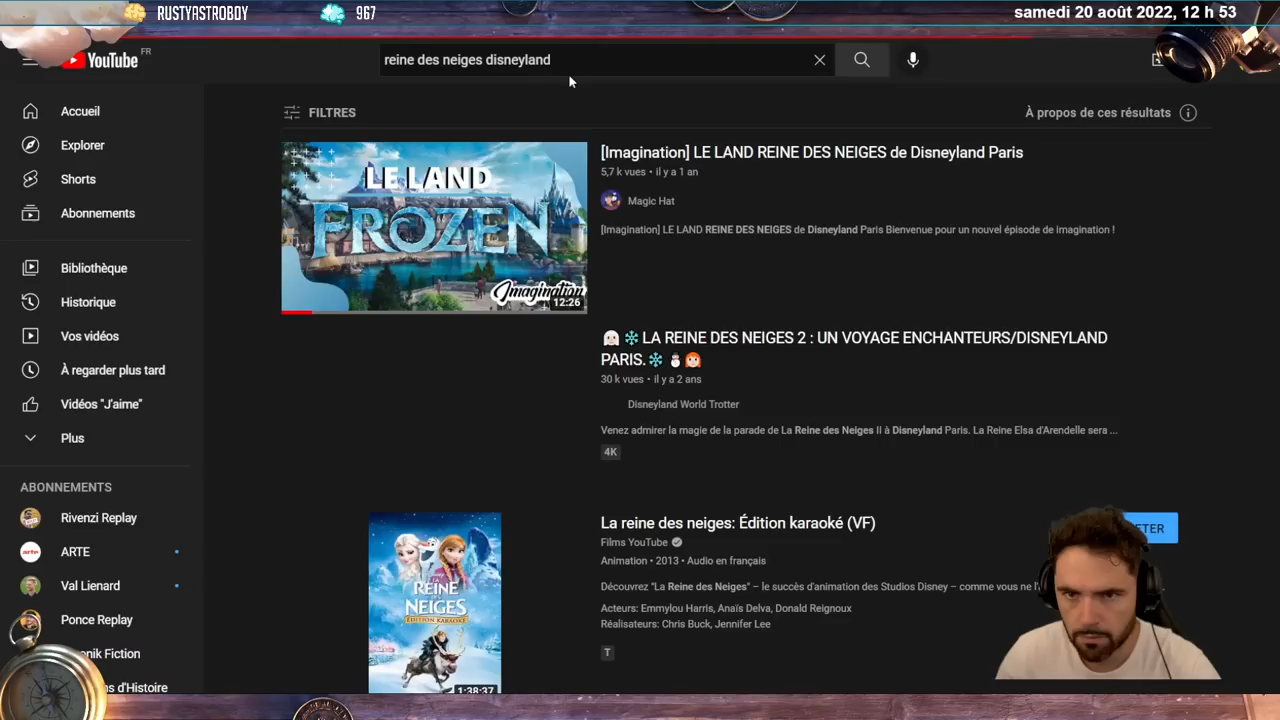 RUSTYASTROBOY
967
samedi 20 août 2022, 12 h 53
YouTube
FR
reine des neiges disneyland
Accueil
Explorer
Shorts
Abonnements
Bibliothèque
Historique
Vos vidéos
À regarder plus tard
Vidéos "J'aime"
Plus
ABONNEMENTS
Rivenzi Replay
arte
ARTE
Val Lienard
Ponce Replay
Fiction
d'Histoire
FILTRES
À propos de ces résultats
LE LAND
FROZEN
Imagination
12:26
[Imagination] LE LAND REINE DES NEIGES de Disneyland Paris
5,7 k vues • il y a 1 an
Magic Hat
[Imagination] LE LAND REINE DES NEIGES de Disneyland Paris Bienvenue pour un nouvel épisode de imagination !
LA REINE DES NEIGES 2 : UN VOYAGE ENCHANTEURS/DISNEYLAND
PARIS.
30 k vues • il y a 2 ans
Disneyland World Trotter
Venez admirer la magie de la parade de La Reine des Neiges II à Disneyland Paris. La Reine Elsa d'Arendelle sera ...
4K
LA
REINE
DES
NEIGES
ÉDITION KARAOKÉ
1:38:37
La reine des neiges: Édition karaoké (VF)
Films YouTube
Animation • 2013 • Audio en français
Découvrez "La Reine des Neiges" – le succès d'animation des Studios Disney – comme vous ne l'
Acteurs: Emmylou Harris, Anaïs Delva, Donald Reignoux
Réalisateurs: Chris Buck, Jennifer Lee
T